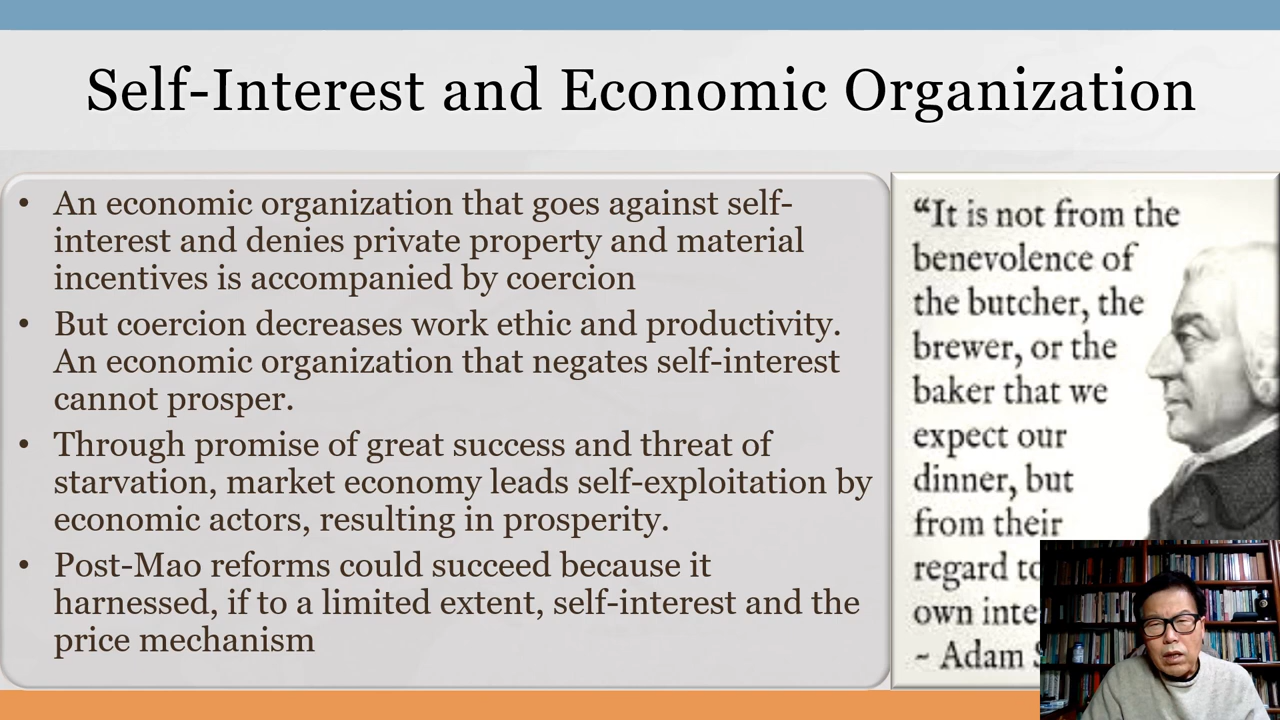 Self-Interest and Economic Organization
• An economic organization that goes against self-
interest and denies private property and material
incentives is accompanied by coercion
• But coercion decreases work ethic and productivity.
An economic organization that negates self-interest
cannot prosper.
• Through promise of great success and threat of
starvation, market economy leads self-exploitation by
economic actors, resulting in prosperity.
• Post-Mao reforms could succeed because it
harnessed, if to a limited extent, self-interest and the
price mechanism
“It is not from the
benevolence of
the butcher, the
brewer, or the
baker that we
expect our
dinner, but
from their
regard to
own
~ Adam